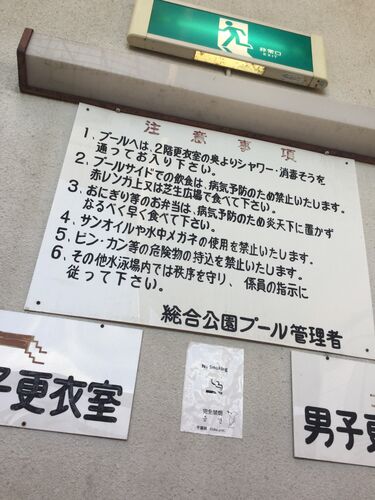 非常口
EXIT
注意事項
1、プールへは、2階更衣室の奥よりシャワー・消毒そうを
通ってお入り下さい。
2、プールサイドでの飲食は、病気予防のため禁止いたします。
赤レンガ上又は芝生広場で食べて下さい。
3、おにぎり等のお弁当は、病気予防のため炎天下に置かず
なるべく早く食べて下さい。
4、サンオイルや水中メガネの使用を禁止いたします。
5、ビン・カン等の危険物の持込を禁止いたします。
6、その他水泳場内では秩序を守り、係員の指示に
従って下さい。
総合公園プール管理者
子更衣室
No Smoking
完全禁煙
男子更